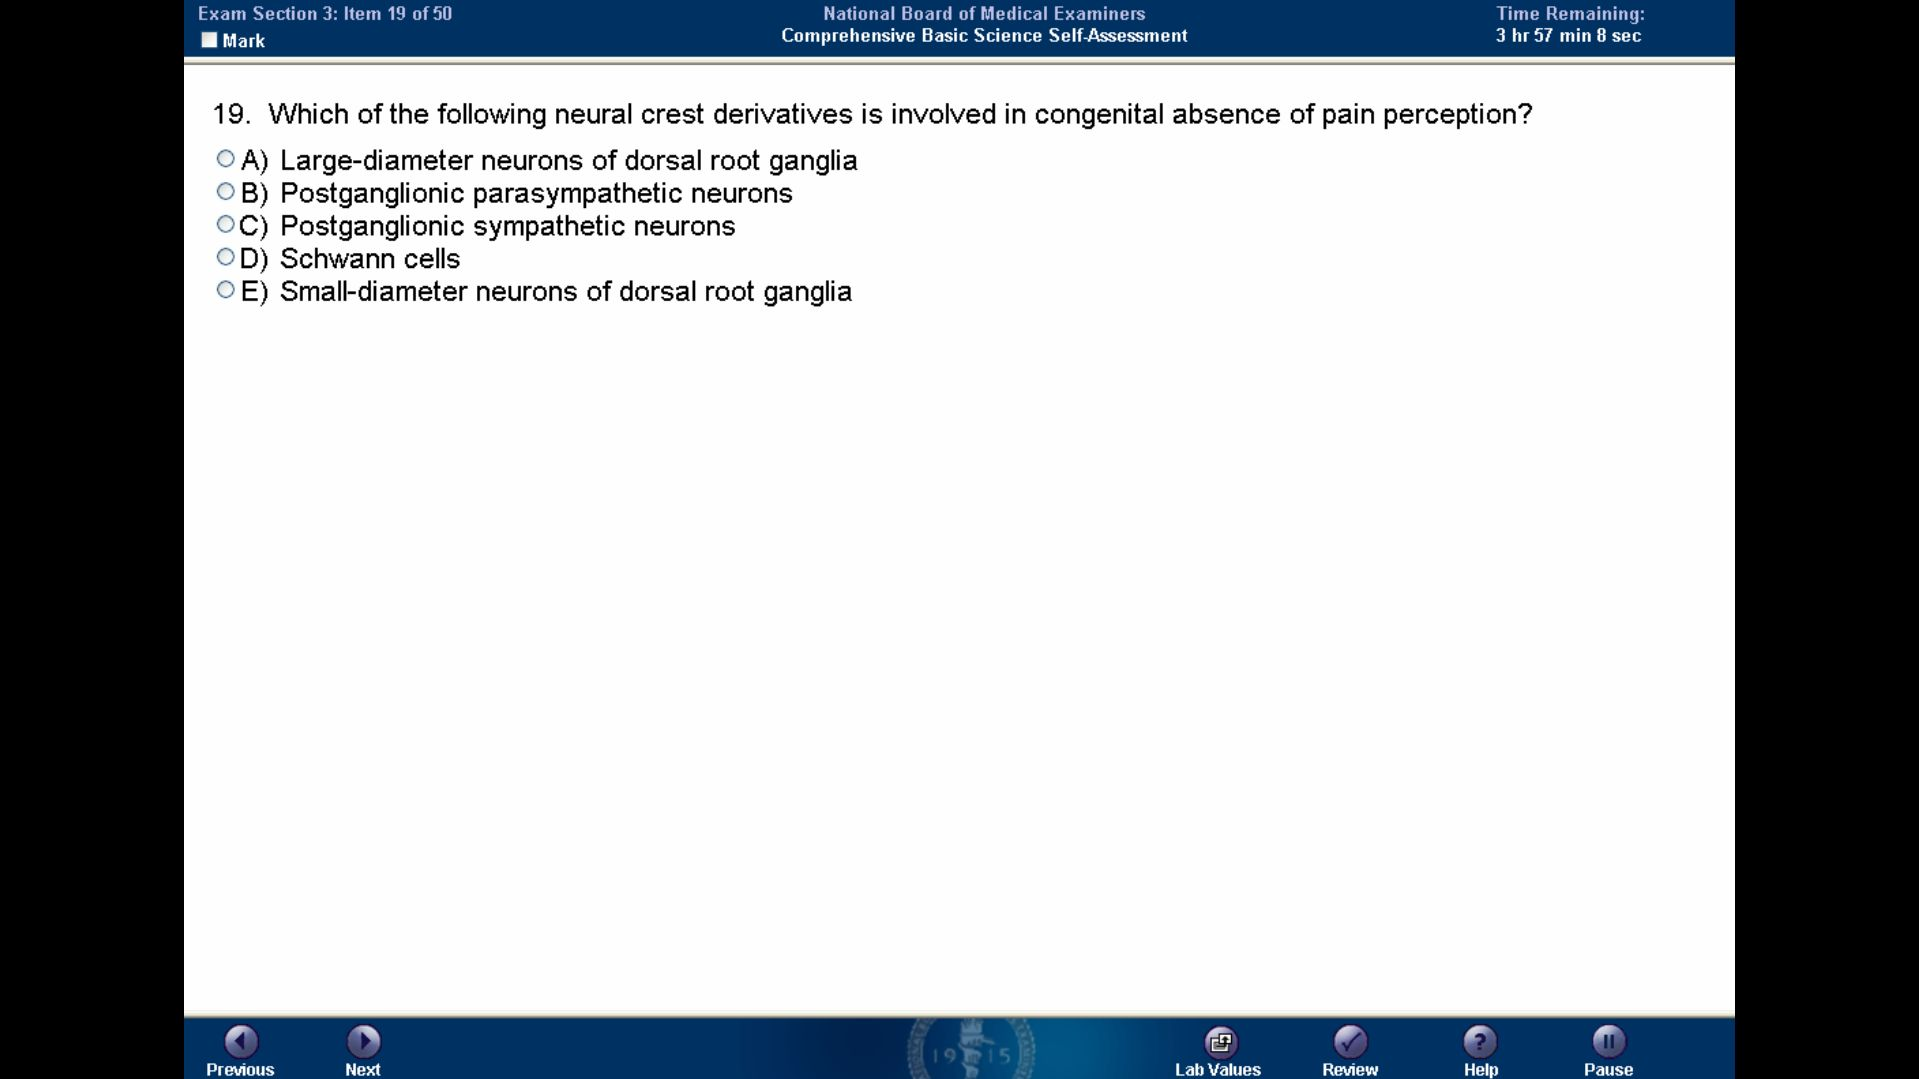 Exam Section 3: Item 19 of 50
National Board of Medical Examiners
Time Remaining:
Mark
Comprehensive Basic Science Self-Assessment
3 hr 57 min 8 sec
19. Which of the following neural crest derivatives is involved in congenital absence of pain perception?
A) Large-diameter neurons of dorsal root ganglia
B) Postganglionic parasympathetic neurons
C) Postganglionic sympathetic neurons
D) Schwann cells
E) Small-diameter neurons of dorsal root ganglia
19 15
Previous
Next
Lab Values
Review
Help
Pause